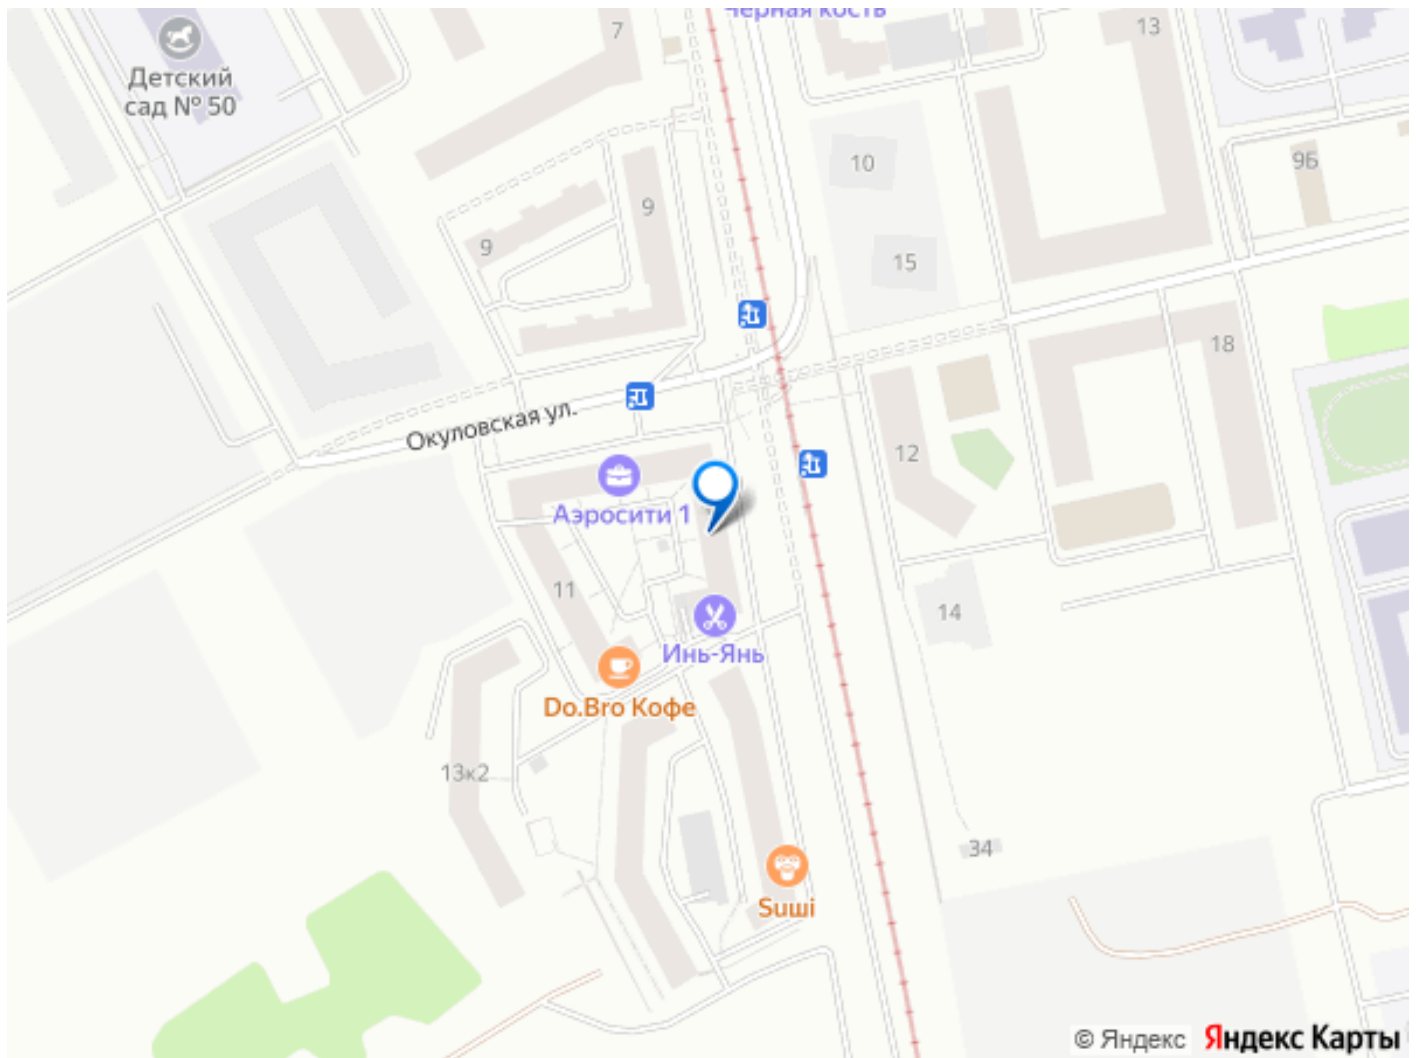 Черная кость
7
13
Детский
сад № 50
10
9Б
9
9
15
18
Окуловская ул.
12
Аэросити 1
11
14
Инь-Янь
Do.Bro Кофе
13к2
34
Suшi
© Яндекс Яндекс Карты